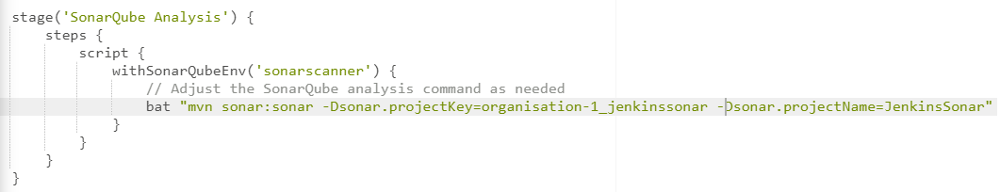 stage('SonarQube Analysis') {
    steps {
        script {
            withSonarQubeEnv('sonarscanner') {
                // Adjust the SonarQube analysis command as needed
                bat "mvn sonar:sonar -Dsonar.projectKey=organisation-1_jenkinssonar -Dsonar.projectName=JenkinsSonar"
            }
        }
    }
}